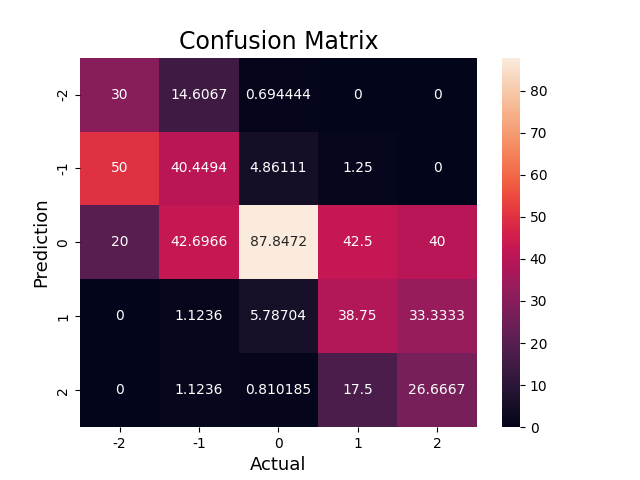 Confusion Matrix
Prediction
-2 30 14.6067 0.694444 0 0
-1 50 40.4494 4.86111 1.25 0
0 20 42.6966 87.8472 42.5 40
1 0 1.1236 5.78704 38.75 33.3333
2 0 1.1236 0.810185 17.5 26.6667
-2 -1 0 1 2
Actual
80
70
60
50
40
30
20
10
0